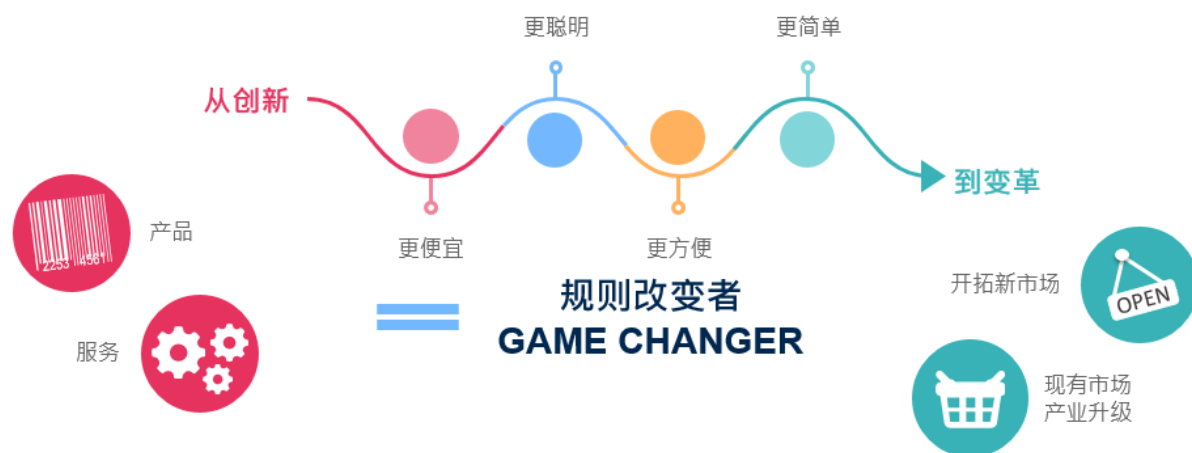 更聪明
更简单
从创新
到变革
产品
2253 4561
更便宜
更方便
服务
规则改变者
GAME CHANGER
开拓新市场
OPEN
现有市场
产业升级